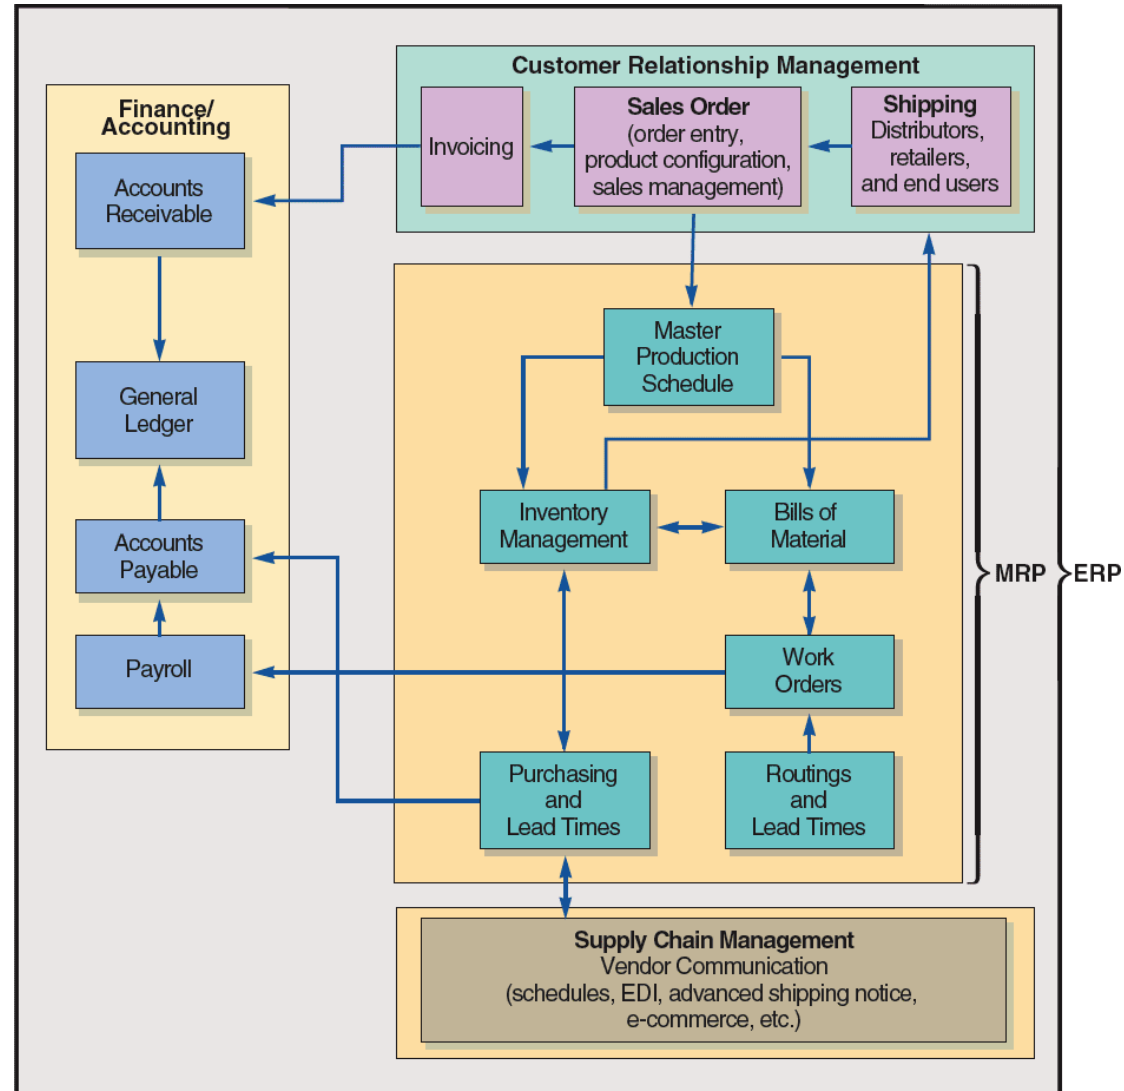 Customer Relationship Management
Finance/
Accounting
Invoicing
Sales Order
(order entry,
product configuration,
sales management)
Shipping
Distributors,
retailers,
and end users
Accounts
Receivable
Master
Production
Schedule
General
Ledger
Inventory
Management
Bills of
Material
Accounts
Payable
MRP
ERP
Payroll
Work
Orders
Purchasing
and
Lead Times
Routings
and
Lead Times
Supply Chain Management
Vendor Communication
(schedules, EDI, advanced shipping notice,
e-commerce, etc.)